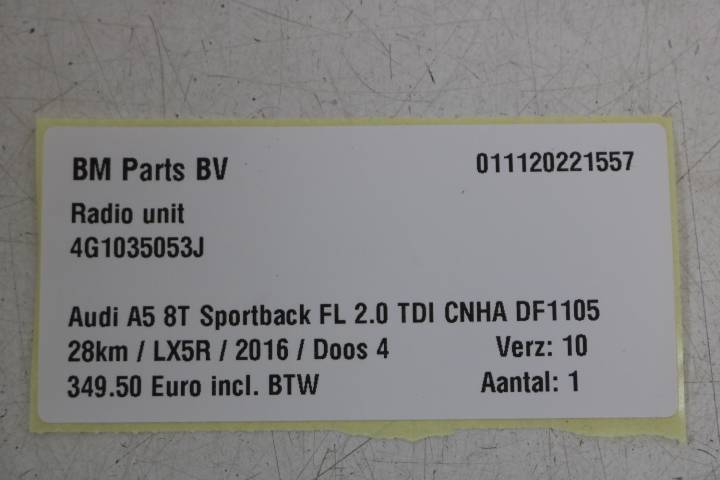 BM Parts BV 011120221557
Radio unit
4G1035053J
Audi A5 8T Sportback FL 2.0 TDI CNHA DF1105
28km / LX5R / 2016 / Doos 4 Verz: 10
349.50 Euro incl. BTW Aantal: 1